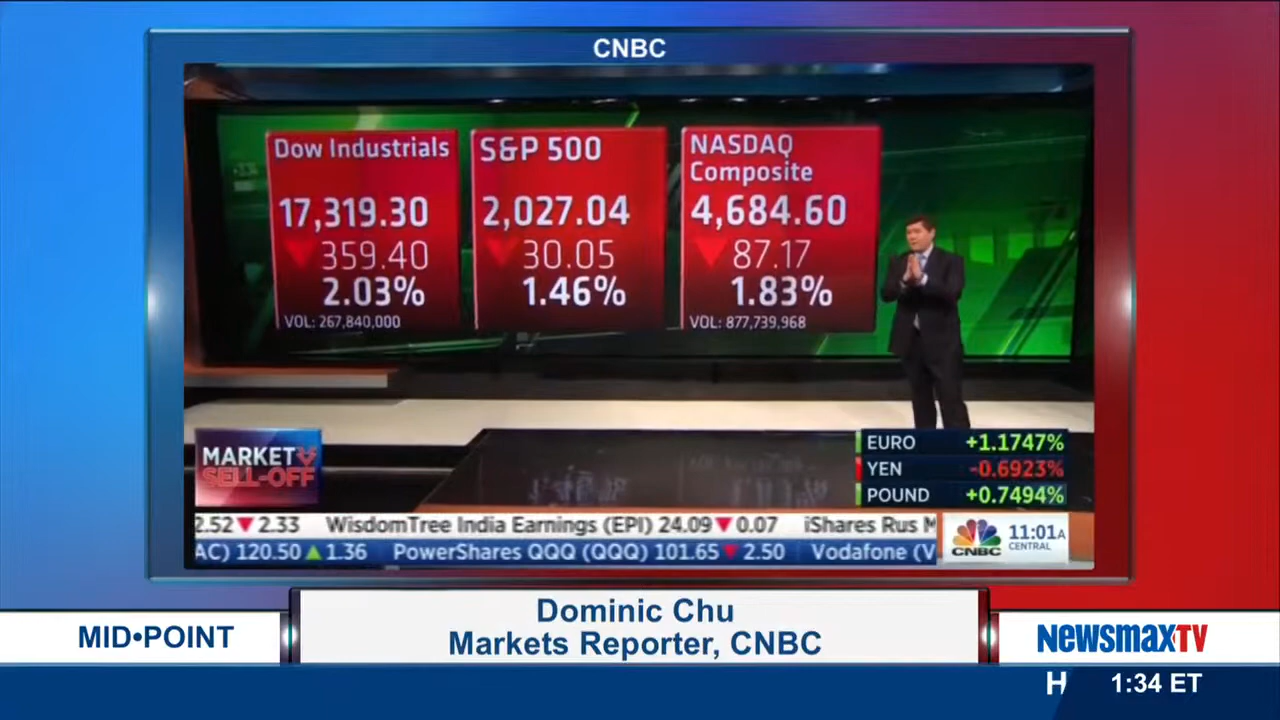 CNBC
Dow Industrials
17,319.30
359.40
2.03%
VOL: 267,840,000
S&P 500
2,027.04
30.05
1.46%
NASDAQ
Composite
4,684.60
87.17
1.83%
VOL: 877,739,968
MARKET
SELL-OFF
EURO +1.1747%
YEN -0.6923%
POUND +0.7494%
2.52▼2.33 WisdomTree India Earnings (EPI) 24.09▼0.07 iShares Rus M
AC) 120.50▲1.36 PowerShares QQQ (QQQ) 101.65▼2.50 Vodafone (V
CNBC
11:01A
CENTRAL
Dominic Chu
Markets Reporter, CNBC
MID•POINT
NEWSMAXTV
H 1:34 ET